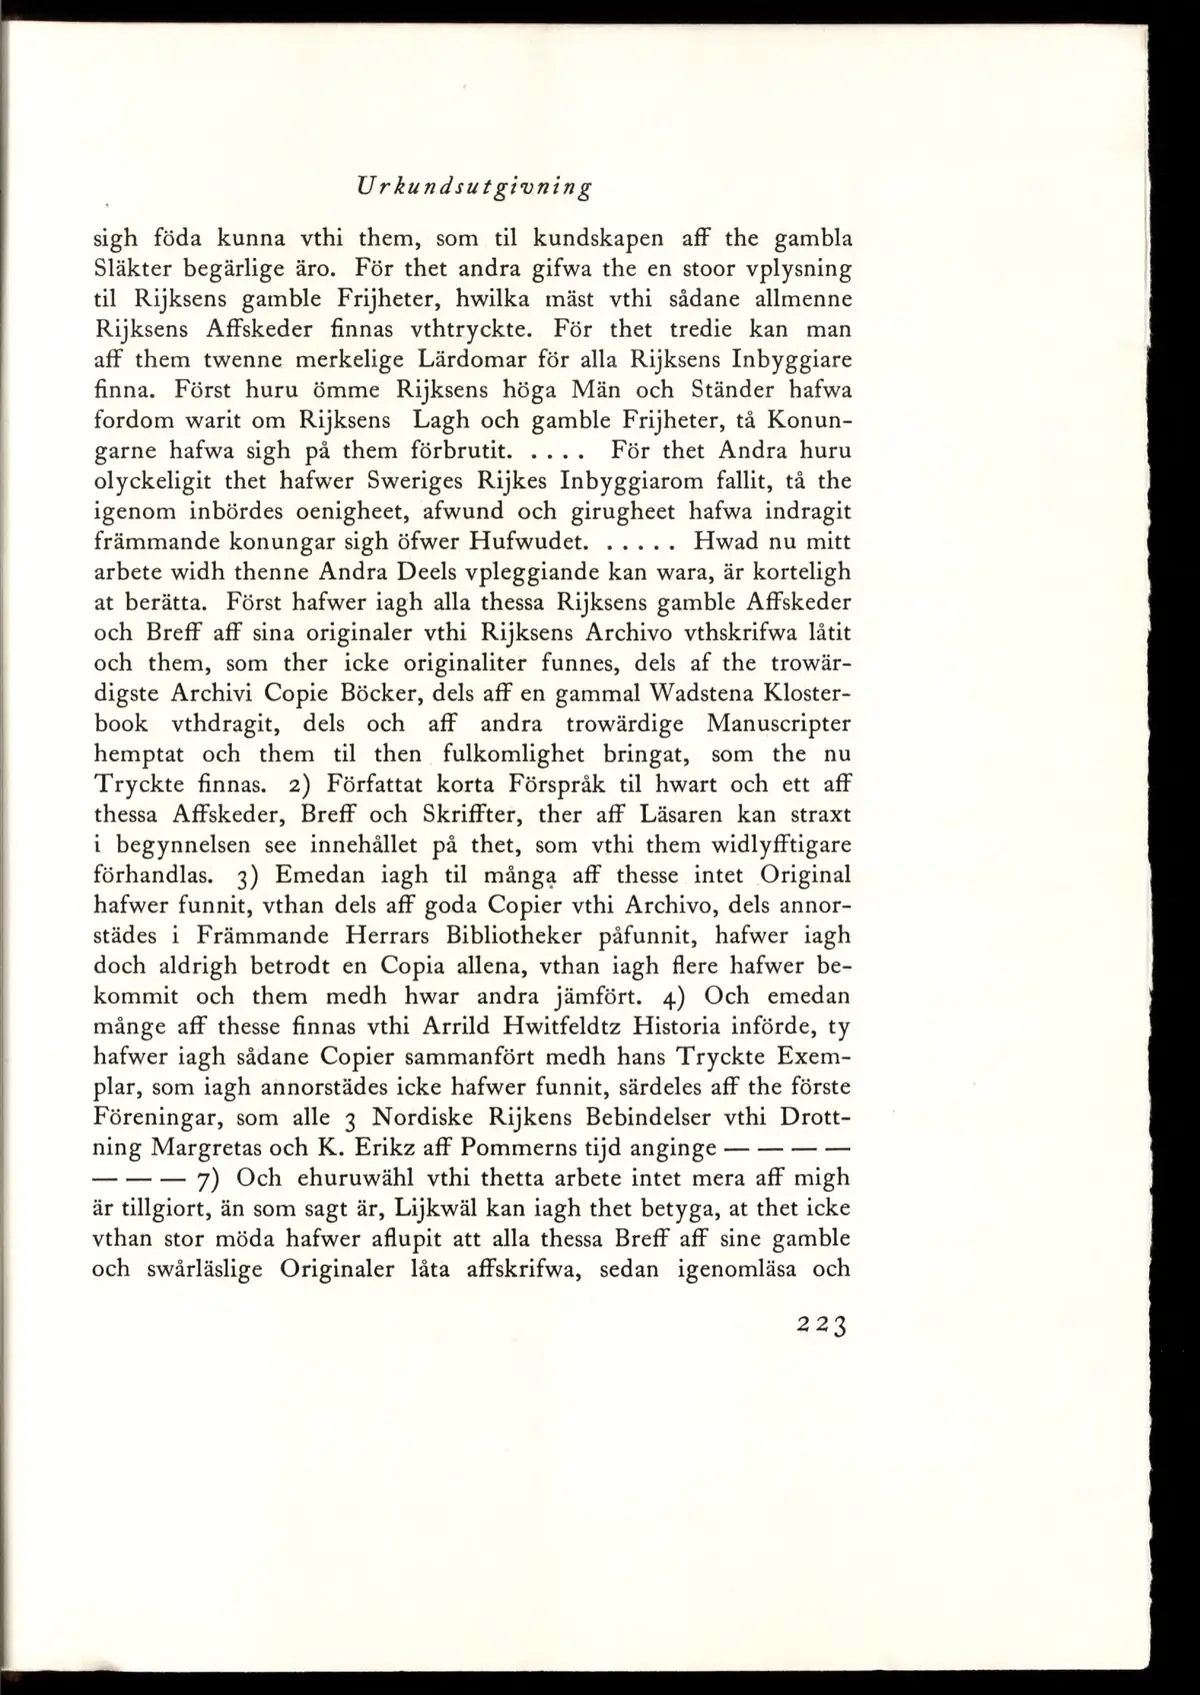 Urkundsutgivning
sigh föda kunna vthi them, som til kundskapen aff the gambla
Släkter begärlige äro. För thet andra gifwa the en stoor vplysning
til Rijksens gamble Frijheter, hwilka mäst vthi sådane allmenne
Rijksens Affskeder finnas vthtryckte. För thet tredie kan man
aff them twenne merkelige Lärdomar för alla Rijksens Inbyggiare
finna. Först huru ömme Rijksens höga Män och Ständer hafwa
fordom warit om Rijksens Lagh och gamble Frijheter, tå Konun-
garne hafwa sigh på them förbrutit. . . . . För thet Andra huru
olyckeligit thet hafwer Sweriges Rijkes Inbyggiarom fallit, tå the
igenom inbördes oenigheet, afwund och girugheet hafwa indragit
främmande konungar sigh öfwer Hufwudet. . . . . . Hwad nu mitt
arbete widh thenne Andra Deels vpleggiande kan wara, är korteligh
at berätta. Först hafwer iagh alla thessa Rijksens gamble Affskeder
och Breff aff sina originaler vthi Rijksens Archivo vthskrifwa låtit
och them, som ther icke originaliter funnes, dels af the trowär-
digste Archivi Copie Böcker, dels aff en gammal Wadstena Kloster-
book vthdragit, dels och aff andra trowärdige Manuscripter
hemptat och them til then fulkomlighet bringat, som the nu
Tryckte finnas. 2) Författat korta Förspråk til hwart och ett aff
thessa Affskeder, Breff och Skriffter, ther aff Läsaren kan straxt
i begynnelsen see innehållet på thet, som vthi them widlyfftigare
förhandlas. 3) Emedan iagh til många aff thesse intet Original
hafwer funnit, vthan dels aff goda Copier vthi Archivo, dels annor-
städes i Främmande Herrars Bibliotheker påfunnit, hafwer iagh
doch aldrigh betrodt en Copia allena, vthan iagh flere hafwer be-
kommit och them medh hwar andra jämfört. 4) Och emedan
månge aff thesse finnas vthi Arrild Hwitfeldtz Historia införde, ty
hafwer iagh sådane Copier sammanfört medh hans Tryckte Exem-
plar, som iagh annorstädes icke hafwer funnit, särdeles aff the förste
Föreningar, som alle 3 Nordiske Rijkens Bebindelser vthi Drott-
ning Margretas och K. Erikz aff Pommerns tijd anginge — — — —
— — — 7) Och ehuruwähl vthi thetta arbete intet mera aff migh
är tillgiort, än som sagt är, Lijkwäl kan iagh thet betyga, at thet icke
vthan stor möda hafwer aflupit att alla thessa Breff aff sine gamble
och swårläslige Originaler låta affskrifwa, sedan igenomläsa och
223